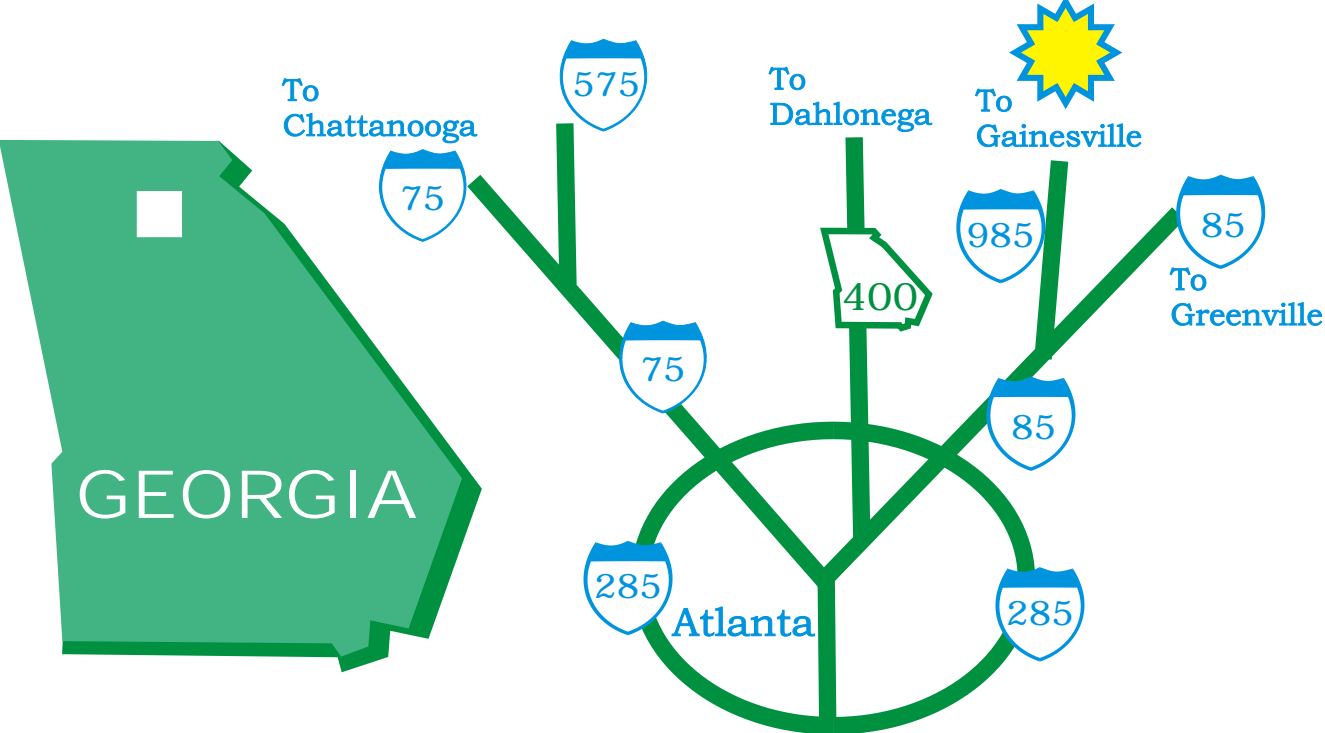 To
Chattanooga
575
To
Dahlonega
To
Gainesville
75
985
85
To
Greenville
400
75
85
GEORGIA
285
Atlanta
285